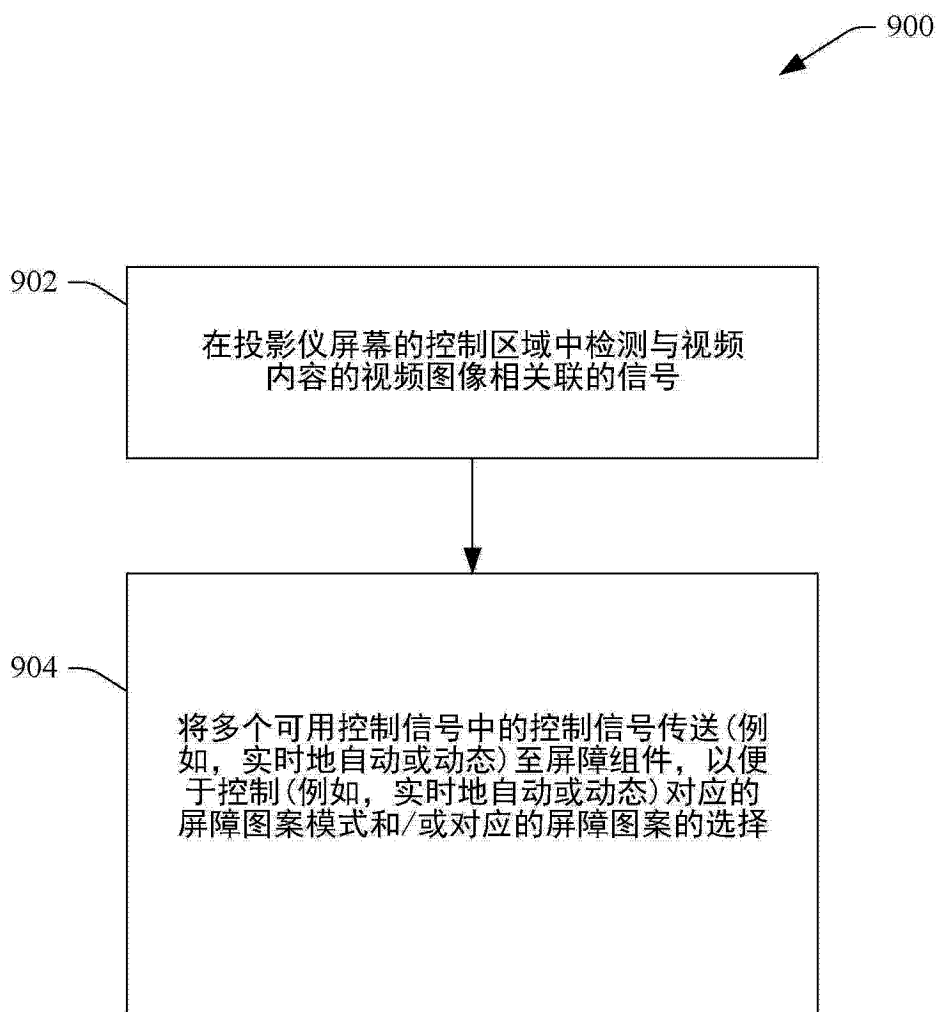 900
902
在投影仪屏幕的控制区域中检测与视频
内容的视频图像相关联的信号
904
将多个可用控制信号中的控制信号传送(例
如，实时地自动或动态)至屏障组件，以便
于控制(例如，实时地自动或动态)对应的
屏障图案模式和/或对应的屏障图案的选择